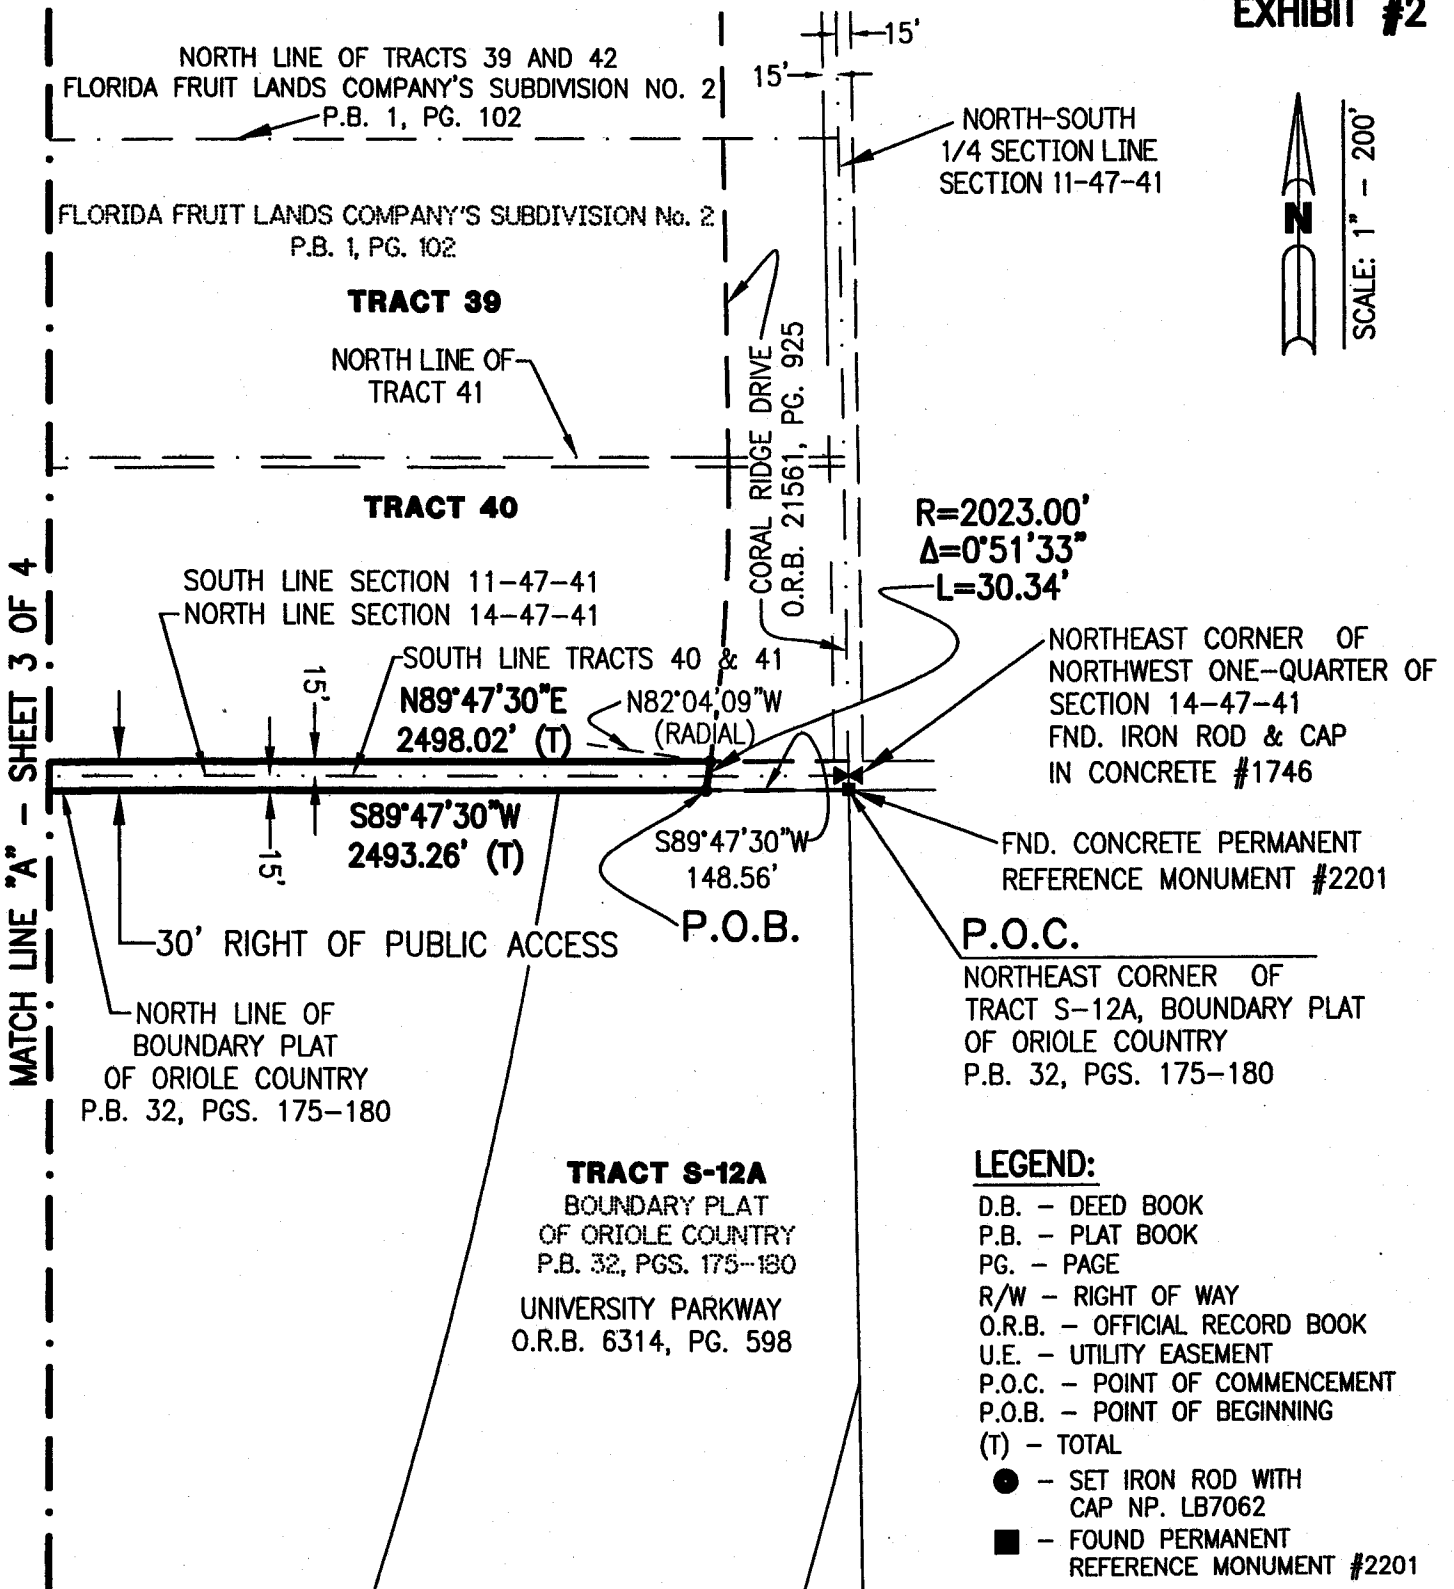 EXHIBIT #2
15'
15'
NORTH LINE OF TRACTS 39 AND 42
FLORIDA FRUIT LANDS COMPANY'S SUBDIVISION NO. 2
P.B. 1, PG. 102
NORTH-SOUTH
1/4 SECTION LINE
SECTION 11-47-41
N
SCALE: 1" - 200'
FLORIDA FRUIT LANDS COMPANY'S SUBDIVISION No. 2
P.B. 1, PG. 102
TRACT 39
NORTH LINE OF
TRACT 41
CORAL RIDGE DRIVE
O.R.B. 21561, PG. 925
TRACT 40
R=2023.00'
Δ=0°51'33"
L=30.34'
SOUTH LINE SECTION 11-47-41
NORTH LINE SECTION 14-47-41
SOUTH LINE TRACTS 40 & 41
15'
N89°47'30"E
2498.02' (T)
N82°04'09"W
(RADIAL)
NORTHEAST CORNER OF
NORTHWEST ONE-QUARTER OF
SECTION 14-47-41
FND. IRON ROD & CAP
IN CONCRETE #1746
MATCH LINE "A" - SHEET 3 OF 4
S89°47'30"W
2493.26' (T)
15'
S89°47'30"W
148.56'
FND. CONCRETE PERMANENT
REFERENCE MONUMENT #2201
30' RIGHT OF PUBLIC ACCESS
P.O.B.
P.O.C.
NORTHEAST CORNER OF
TRACT S-12A, BOUNDARY PLAT
OF ORIOLE COUNTRY
P.B. 32, PGS. 175-180
NORTH LINE OF
BOUNDARY PLAT
OF ORIOLE COUNTRY
P.B. 32, PGS. 175-180
TRACT S-12A
BOUNDARY PLAT
OF ORIOLE COUNTRY
P.B. 32, PGS. 175-180
UNIVERSITY PARKWAY
O.R.B. 6314, PG. 598
LEGEND:
D.B. - DEED BOOK
P.B. - PLAT BOOK
PG. - PAGE
R/W - RIGHT OF WAY
O.R.B. - OFFICIAL RECORD BOOK
U.E. - UTILITY EASEMENT
P.O.C. - POINT OF COMMENCEMENT
P.O.B. - POINT OF BEGINNING
(T) - TOTAL
- SET IRON ROD WITH
CAP NP. LB7062
- FOUND PERMANENT
REFERENCE MONUMENT #2201